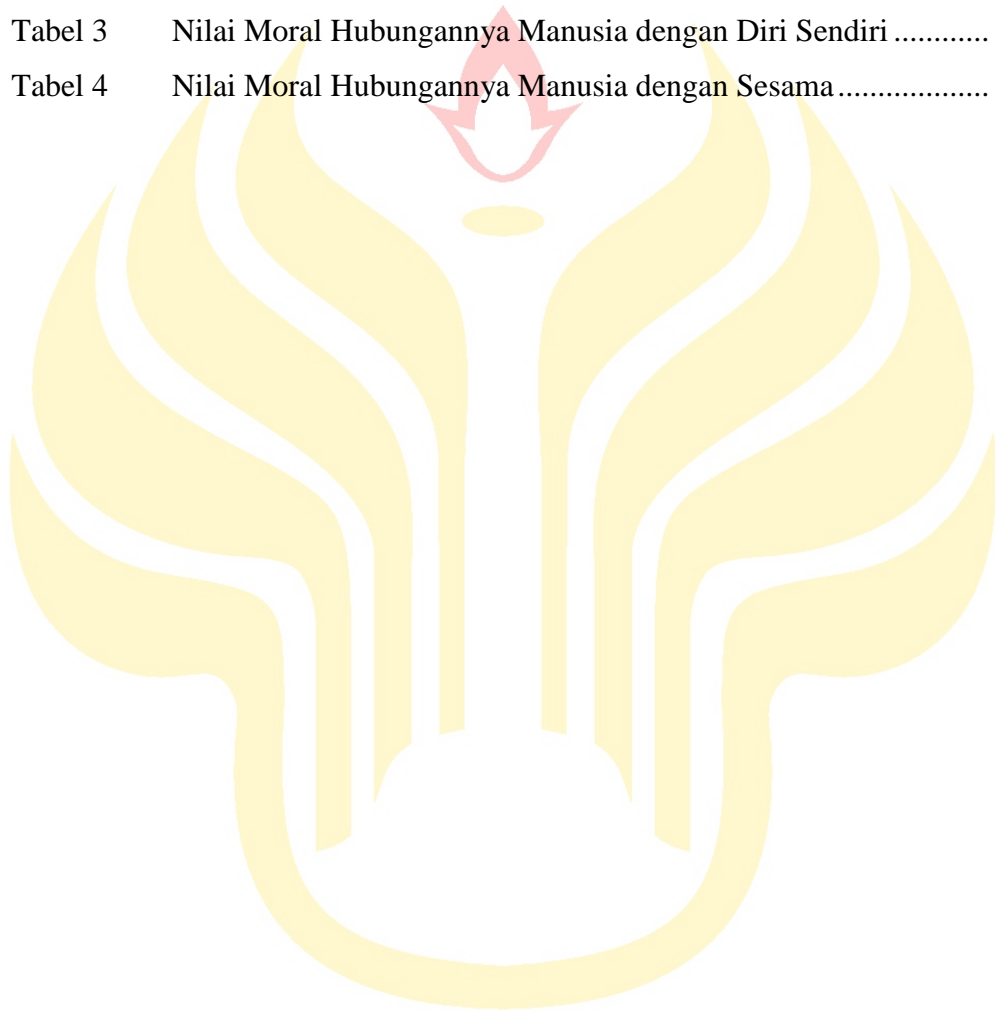 Tabel 3 Nilai Moral Hubungannya Manusia dengan Diri Sendiri ............
Tabel 4 Nilai Moral Hubungannya Manusia dengan Sesama ...................